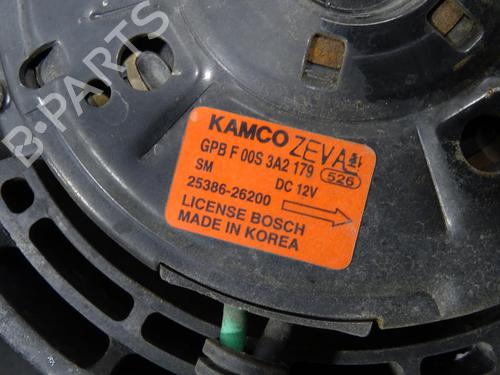 KAMCO ZEVA
GPB F 00S 3A2 179 526
SM DC 12V
25386-26200
LICENSE BOSCH
MADE IN KOREA
B-PARTS